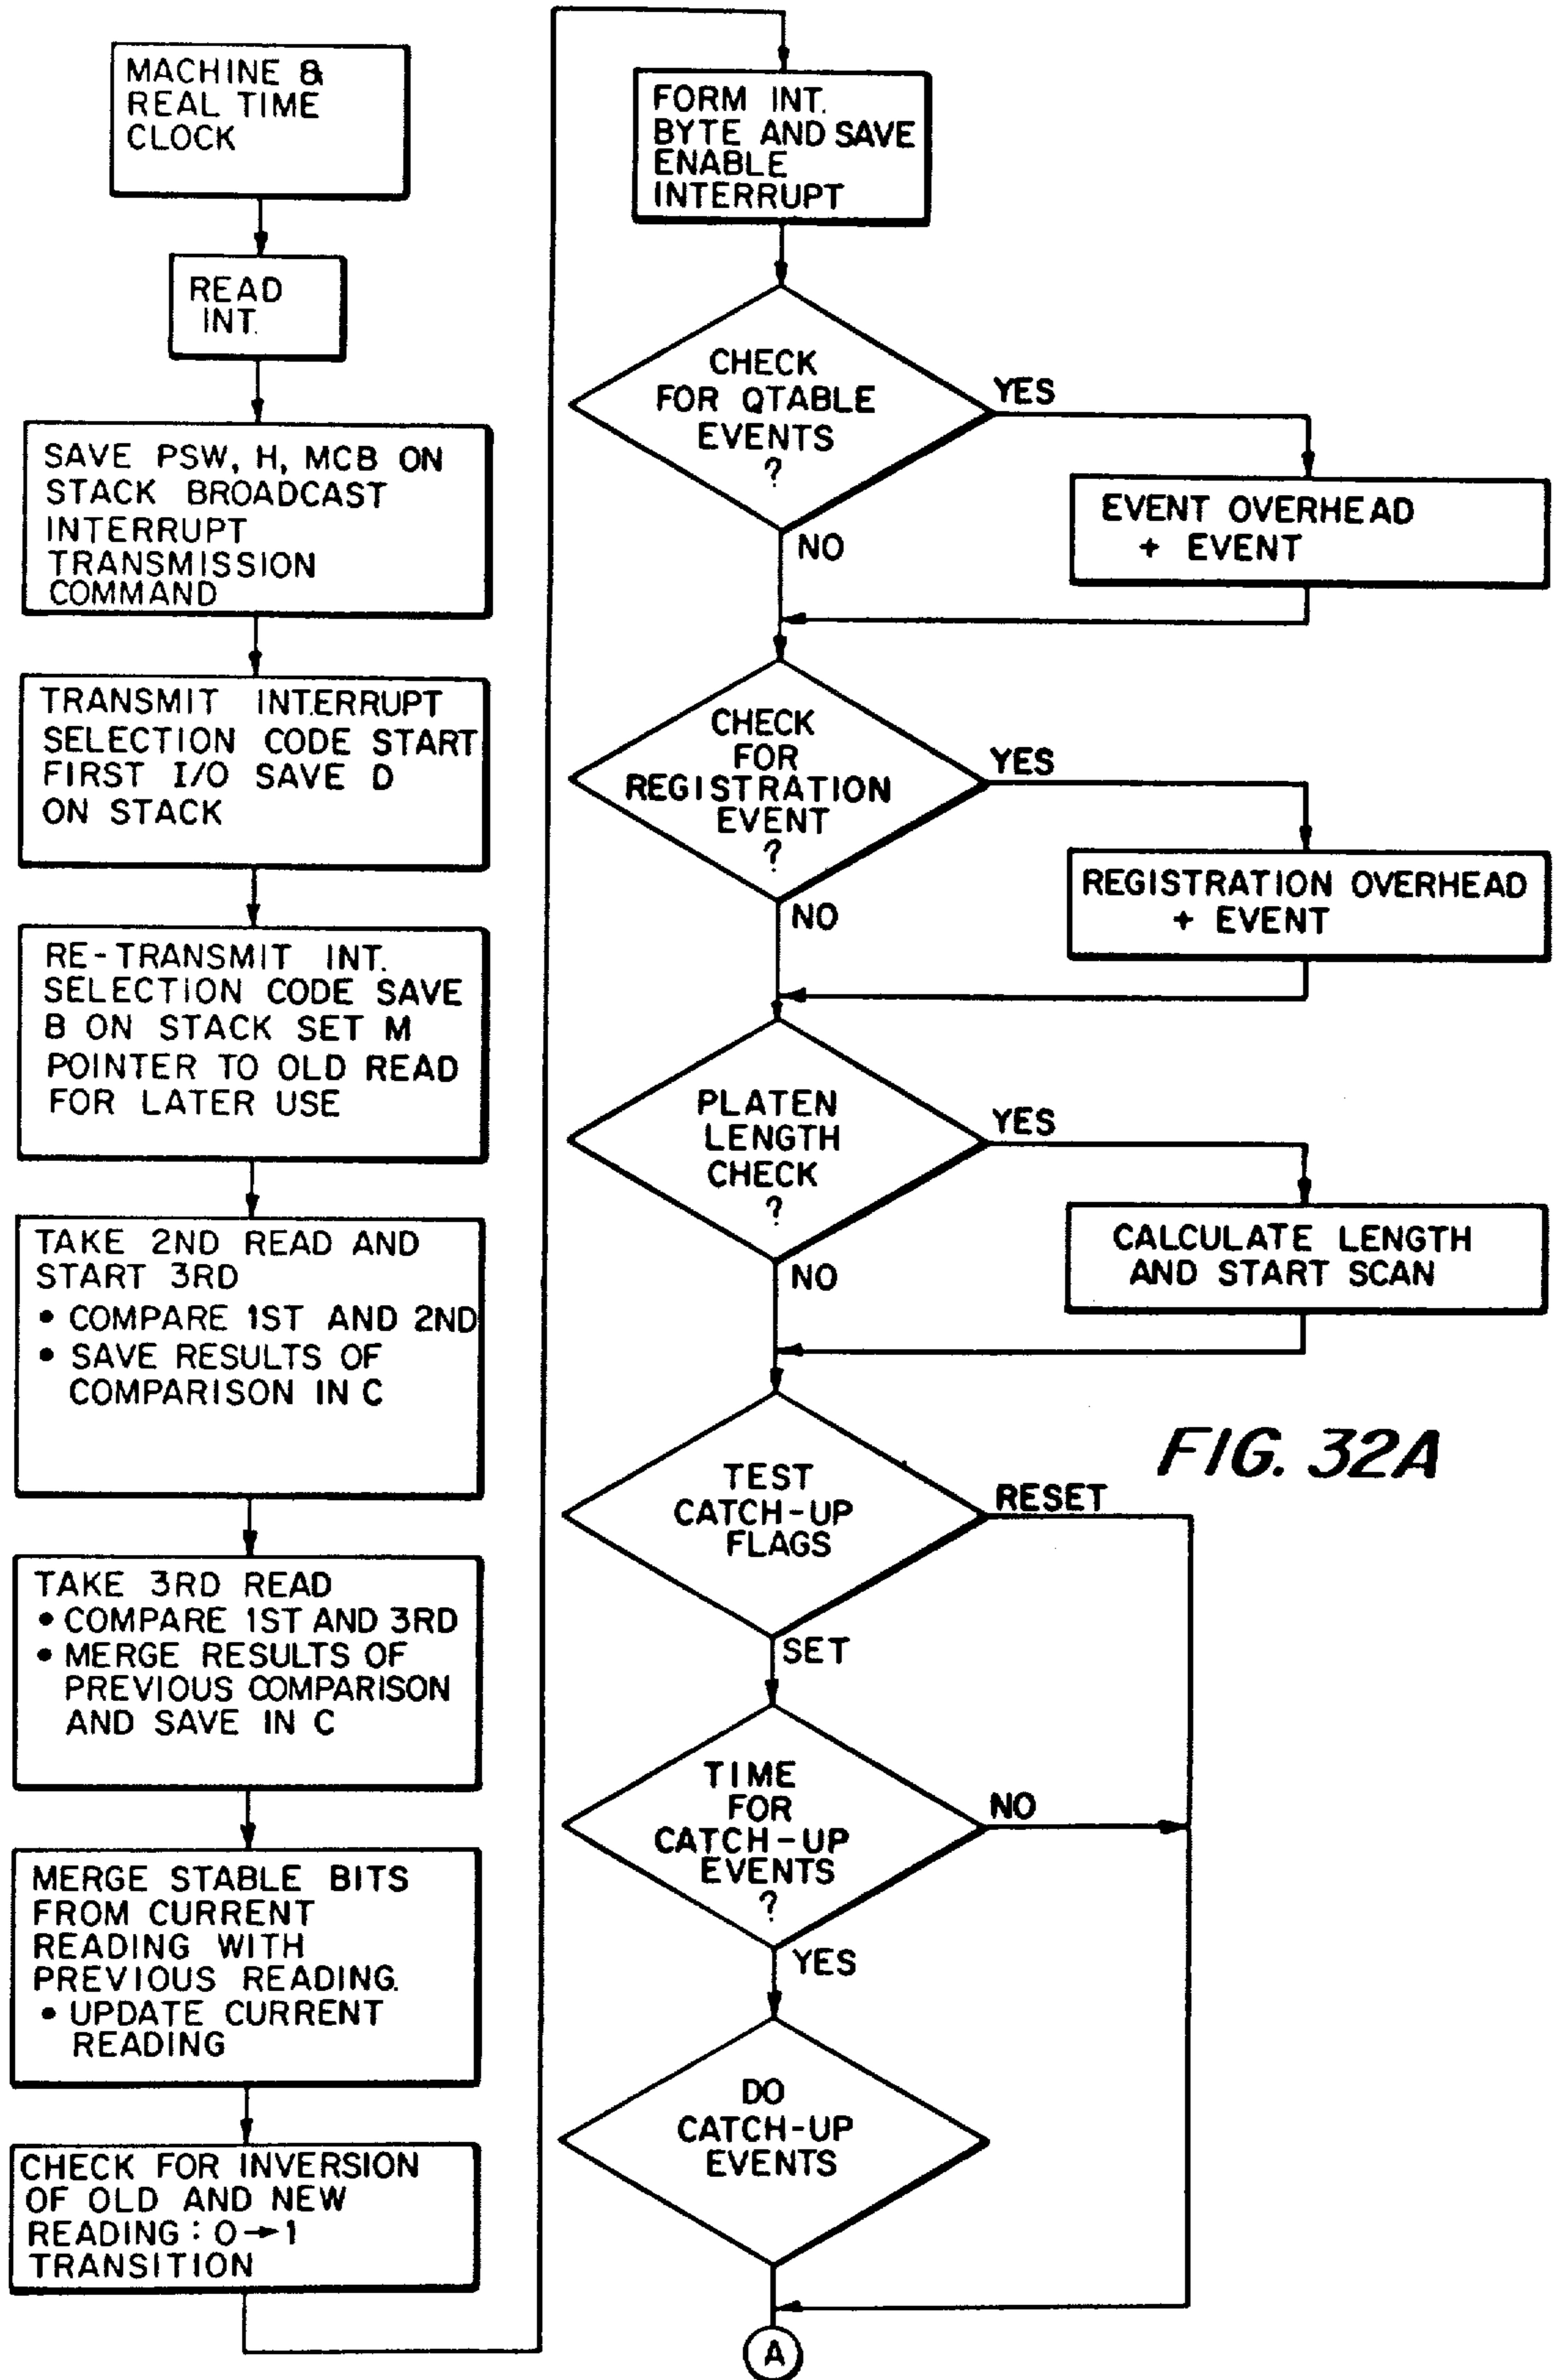 MACHINE &
REAL TIME
CLOCK
READ
INT.
SAVE PSW, H, MCB ON
STACK BROADCAST
INTERRUPT
TRANSMISSION
COMMAND
TRANSMIT INTERRUPT
SELECTION CODE START
FIRST I/O SAVE D
ON STACK
RE-TRANSMIT INT.
SELECTION CODE SAVE
B ON STACK SET M
POINTER TO OLD READ
FOR LATER USE
TAKE 2ND READ AND
START 3RD
• COMPARE 1ST AND 2ND
• SAVE RESULTS OF
COMPARISON IN C
TAKE 3RD READ
• COMPARE 1ST AND 3RD
• MERGE RESULTS OF
PREVIOUS COMPARISON
AND SAVE IN C
MERGE STABLE BITS
FROM CURRENT
READING WITH
PREVIOUS READING.
• UPDATE CURRENT
READING
CHECK FOR INVERSION
OF OLD AND NEW
READING : 0→1
TRANSITION
FORM INT.
BYTE AND SAVE
ENABLE
INTERRUPT
CHECK
FOR QTABLE
EVENTS
?
YES
NO
EVENT OVERHEAD
+ EVENT
CHECK
FOR
REGISTRATION
EVENT
?
YES
NO
REGISTRATION OVERHEAD
+ EVENT
PLATEN
LENGTH
CHECK
?
YES
NO
CALCULATE LENGTH
AND START SCAN
FIG. 32A
TEST
CATCH-UP
FLAGS
RESET
SET
TIME
FOR
CATCH-UP
EVENTS
?
NO
YES
DO
CATCH-UP
EVENTS
A